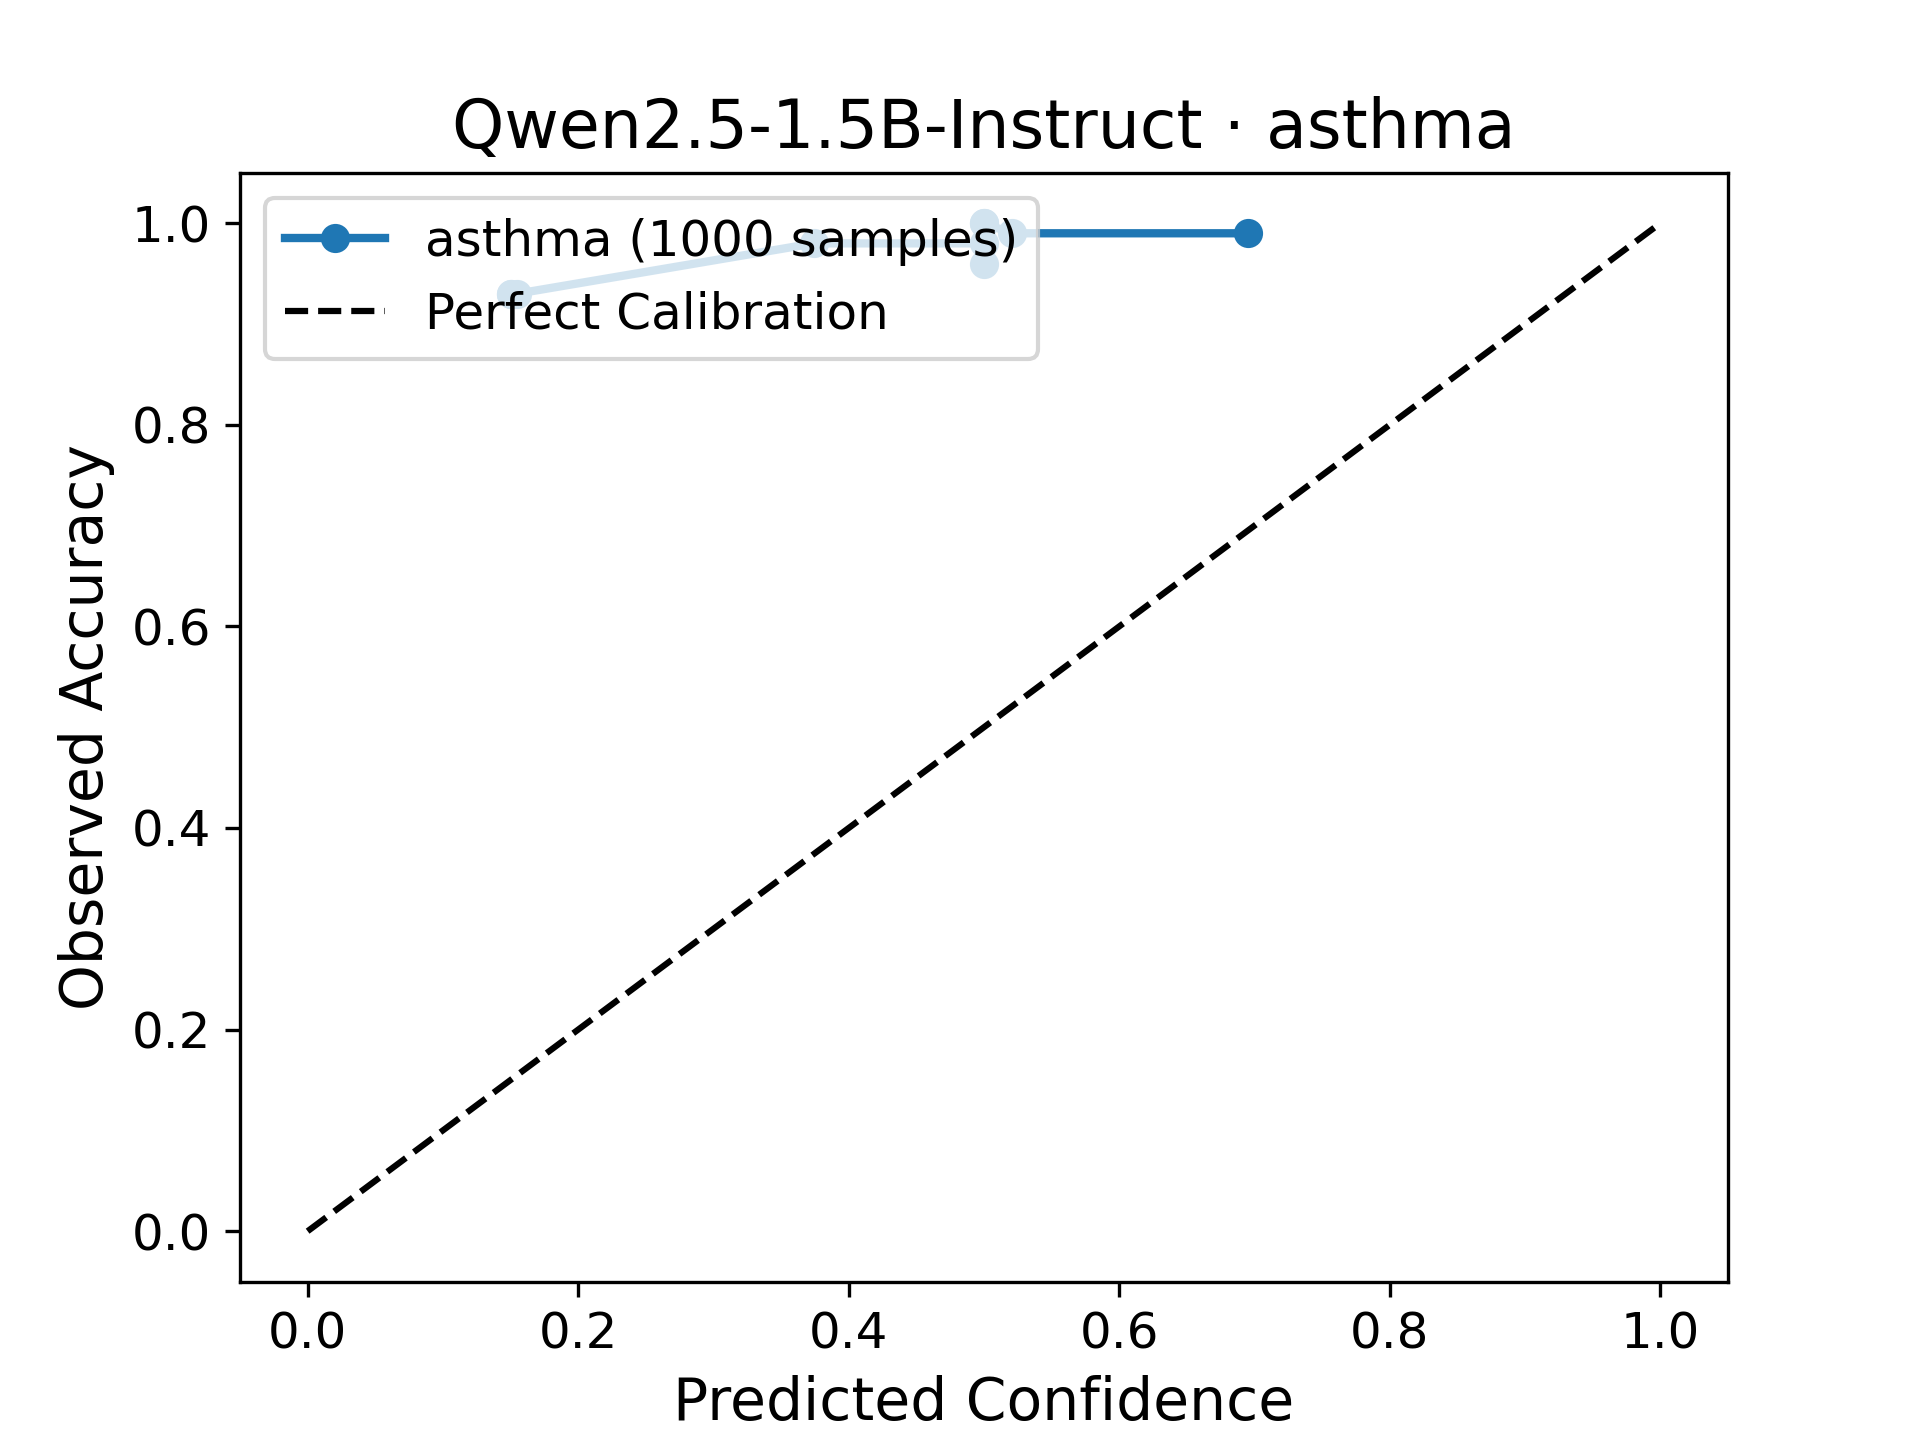 Qwen2.5-1.5B-Instruct · asthma
asthma (1000 samples)
Perfect Calibration
1.0
0.8
0.6
0.4
0.2
0.0
Observed Accuracy
0.0 0.2 0.4 0.6 0.8 1.0
Predicted Confidence